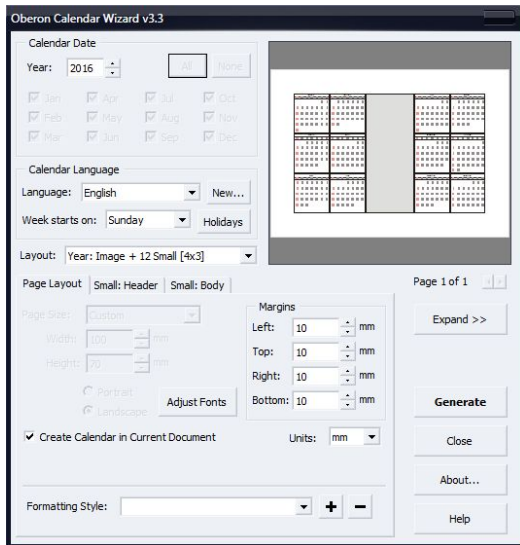 Oberon Calendar Wizard v3.3
Calendar Date
Year: 2016 All None
Jan Apr Jul Oct
Feb May Aug Nov
Mar Jun Sep Dec
Calendar Language
Language: English New...
Week starts on: Sunday Holidays
Layout: Year: Image + 12 Small [4x3]
Page Layout Small: Header Small: Body
Page 1 of 1
Page Size: Custom
Width: 100 mm
Height: 70 mm
Portrait
Landscape
Adjust Fonts
Margins
Left: 10 mm
Top: 10 mm
Right: 10 mm
Bottom: 10 mm
Expand >>
Create Calendar in Current Document
Units: mm
Generate
Close
About...
Formatting Style:
+ −
Help